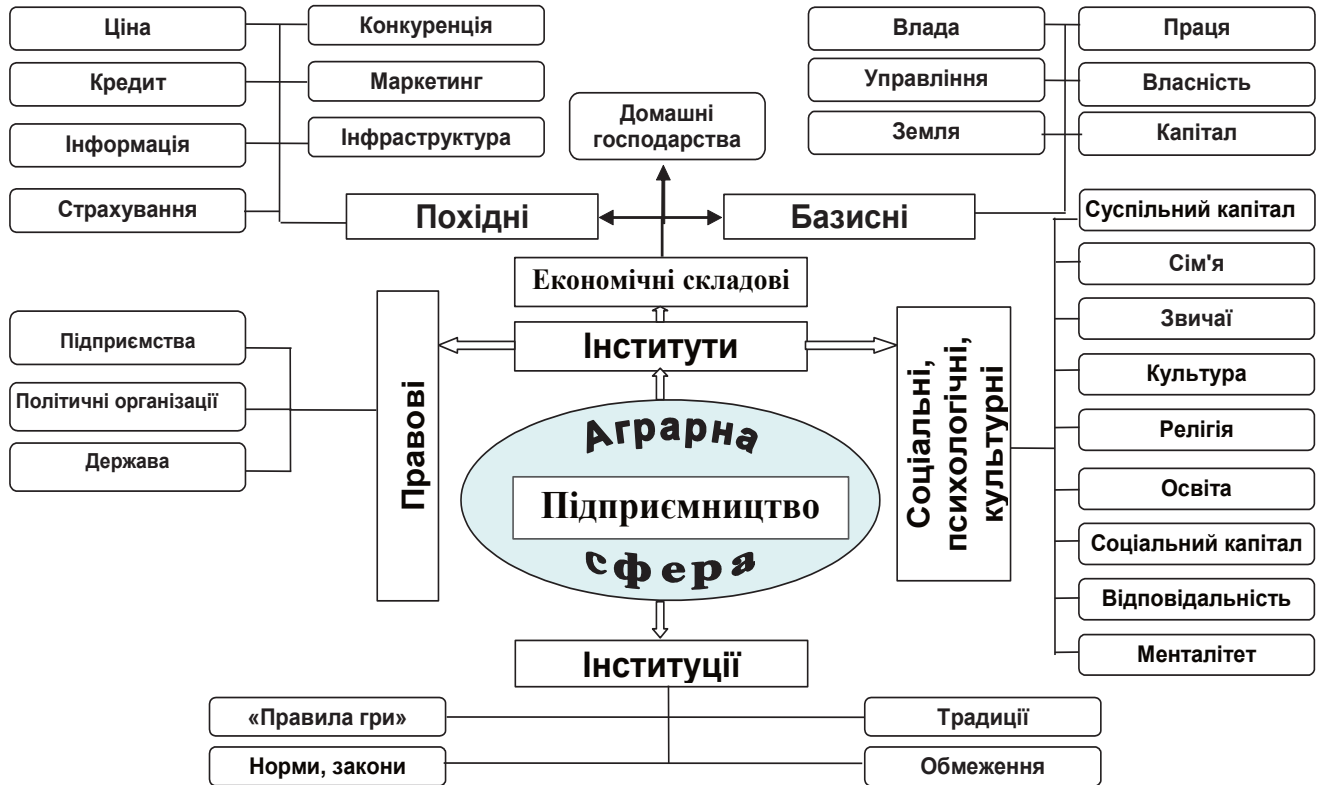 Ціна
Конкуренція
Кредит
Маркетинг
Інформація
Інфраструктура
Страхування
Похідні
Домашні
господарства
Влада
Праця
Управління
Власність
Земля
Капітал
Базисні
Економічні складові
Інститути
Правові
Підприємства
Політичні організації
Держава
Соціальні,
психологічні,
культурні
Суспільний капітал
Сім'я
Звичаї
Культура
Релігія
Освіта
Соціальний капітал
Відповідальність
Менталітет
Аграрна
Підприємництво
сфера
Інституції
«Правила гри»
Традиції
Норми, закони
Обмеження